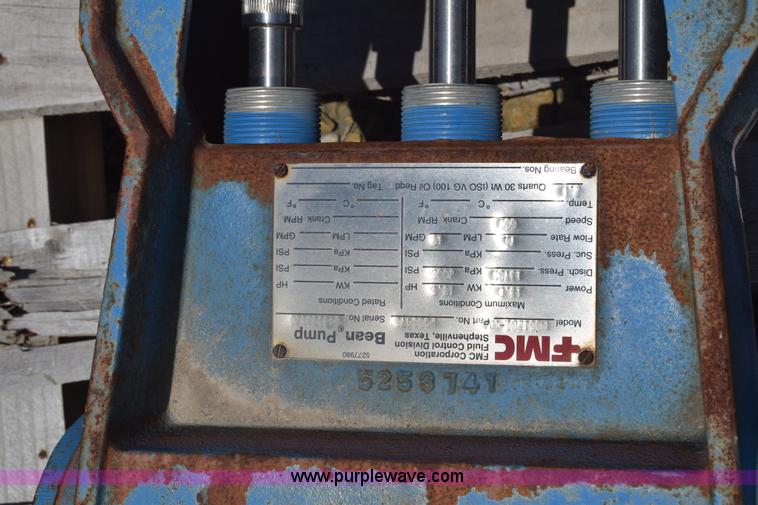 5253741
FMC
FMC Corporation
Fluid Control Division
Stephenville, Texas
Bean® Pump
5277980
Model Part No. Serial No.
Maximum Conditions Rated Conditions
Power KW HP KW HP
Disch. Press. KPa PSI KPa PSI
Suc. Press. KPa PSI KPa PSI
Flow Rate LPM GPM LPM GPM
Speed Crank RPM Crank RPM
Temp. °C °F °C °F
Quarts 30 Wt (ISO VG 100) Oil Reqd Tag No.
Bearing Nos.
www.purplewave.com